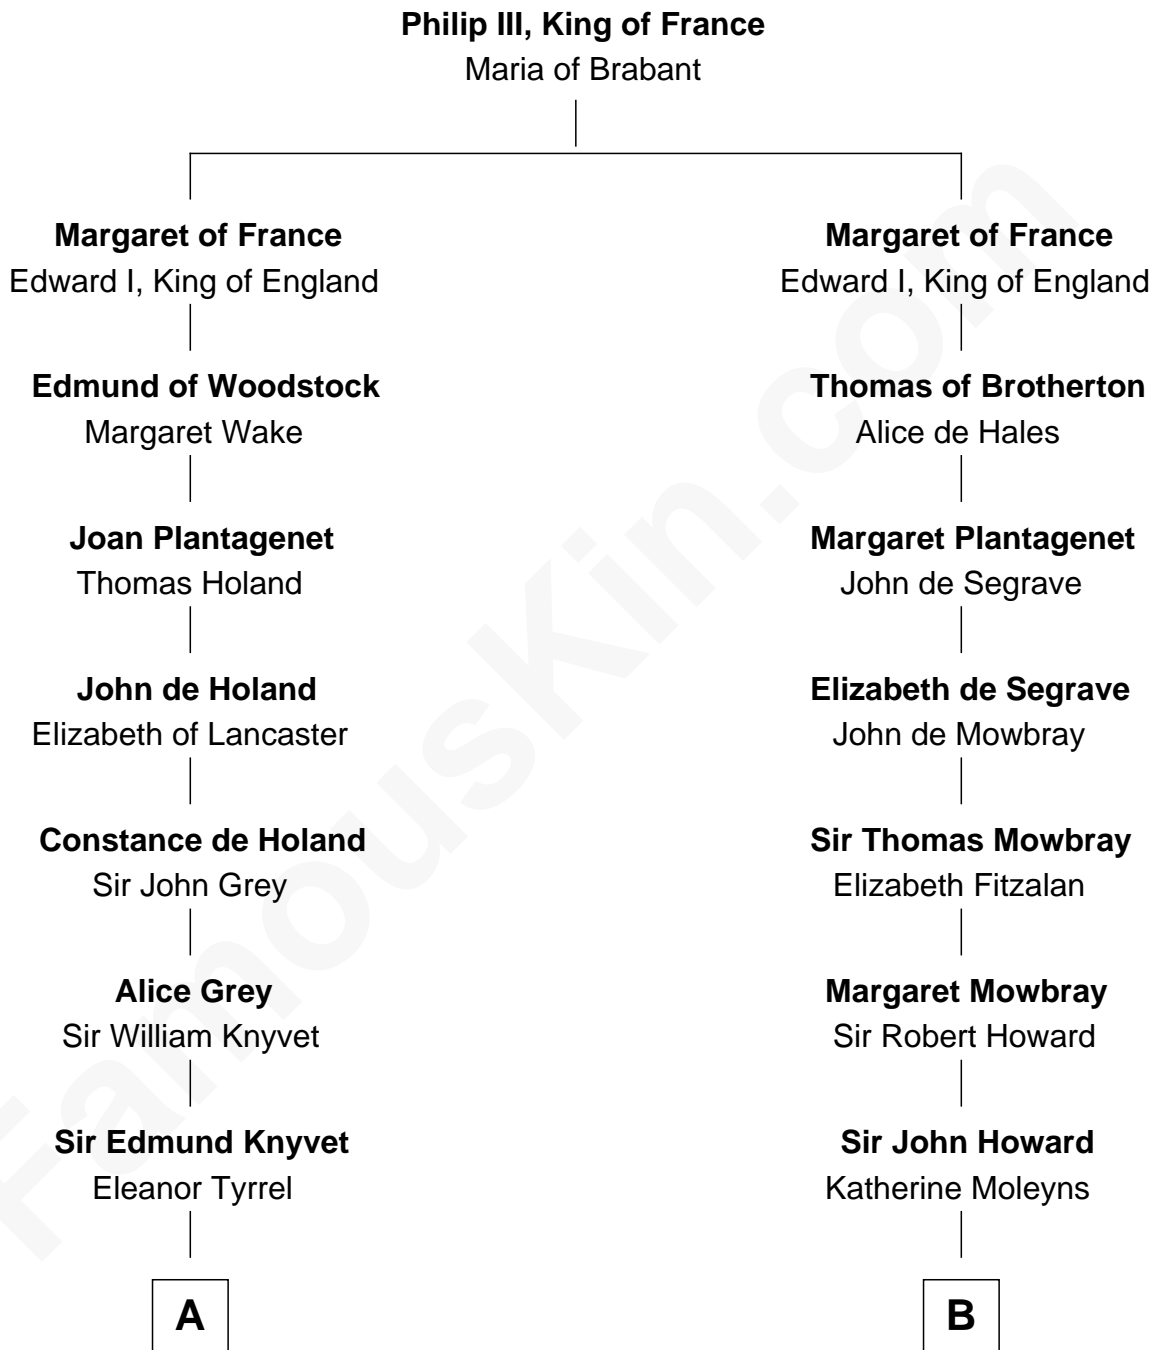 Philip III, King of France
Maria of Brabant
Margaret of France
Edward I, King of England
Margaret of France
Edward I, King of England
Edmund of Woodstock
Margaret Wake
Thomas of Brotherton
Alice de Hales
Joan Plantagenet
Thomas Holand
Margaret Plantagenet
John de Segrave
John de Holand
Elizabeth of Lancaster
Elizabeth de Segrave
John de Mowbray
Constance de Holand
Sir John Grey
Sir Thomas Mowbray
Elizabeth Fitzalan
Alice Grey
Sir William Knyvet
Margaret Mowbray
Sir Robert Howard
Sir Edmund Knyvet
Eleanor Tyrrel
Sir John Howard
Katherine Moleyns
A
B
FamousKin.com